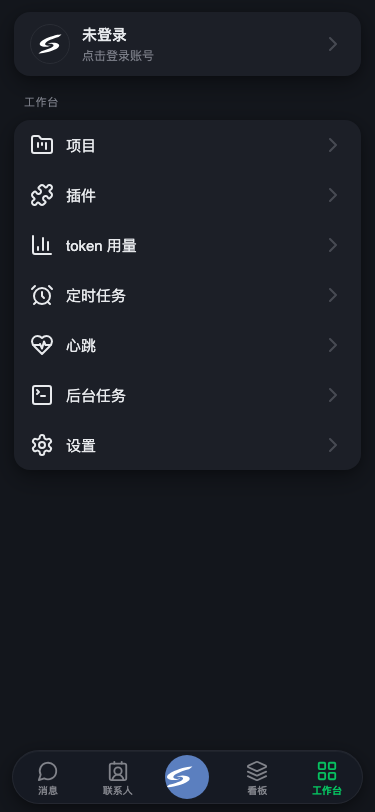 未登录
点击登录账号
工作台
项目
插件
token 用量
定时任务
心跳
后台任务
设置
消息
联系人
看板
工作台